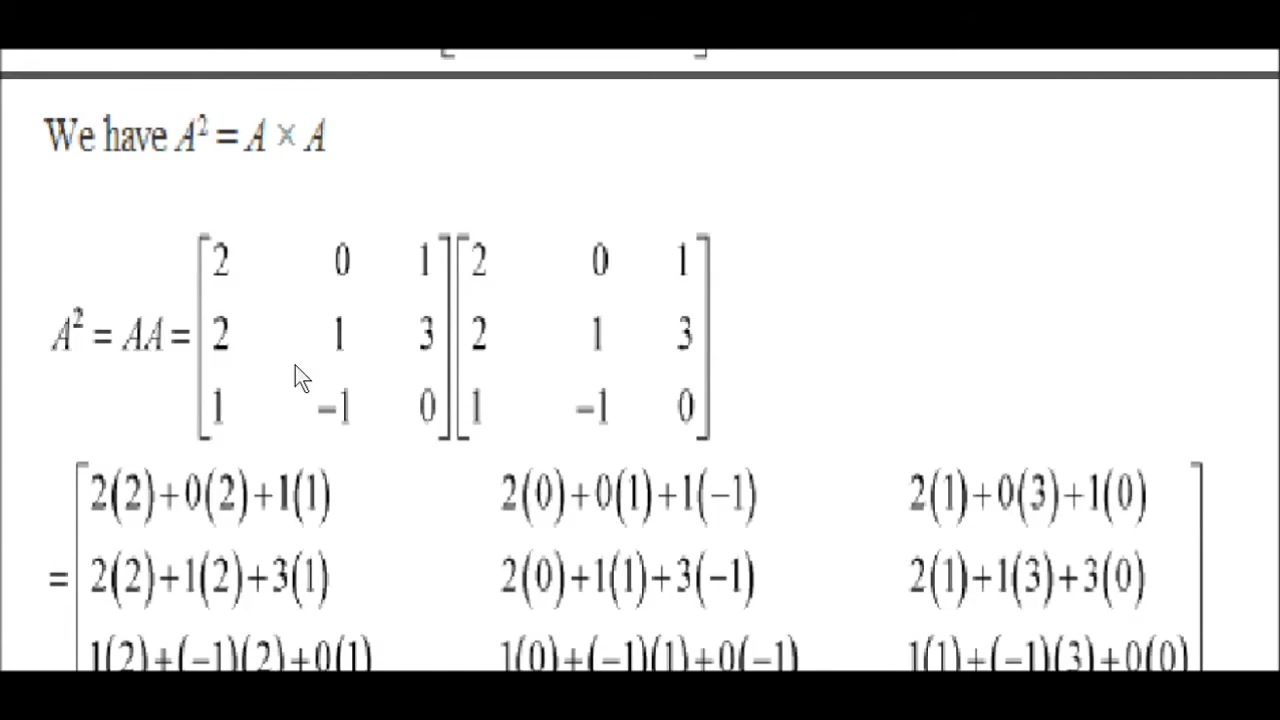 We have A² = A × A
A² = AA = [2 0 1] [2 0 1]
[2 1 3] [2 1 3]
[1 −1 0] [1 −1 0]
= [2(2)+0(2)+1(1) 2(0)+0(1)+1(−1) 2(1)+0(3)+1(0)]
2(2)+1(2)+3(1) 2(0)+1(1)+3(−1) 2(1)+1(3)+3(0)
1(2)+(−1)(2)+0(1) 1(0)+(−1)(1)+0(−1) 1(1)+(−1)(3)+0(0)